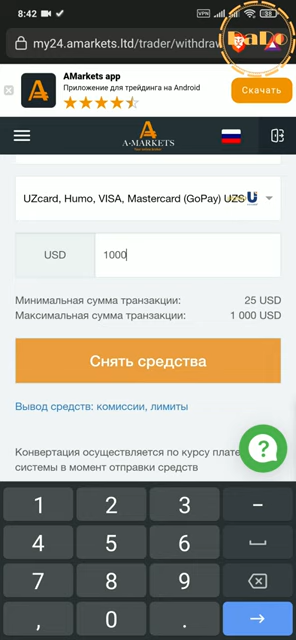 8:42
VPN
38
my24.amarkets.ltd/trader/withdraw
BaDo
AMarkets app
Приложение для трейдинга на Android
Скачать
A·MARKETS
UZcard, Humo, VISA, Mastercard (GoPay) UZS
USD
1000
Минимальная сумма транзакции: 25 USD
Максимальная сумма транзакции: 1 000 USD
Снять средства
Вывод средств: комиссии, лимиты
Конвертация осуществляется по курсу плате
системы в момент отправки средств
1 2 3 -
4 5 6
7 8 9
, 0 .